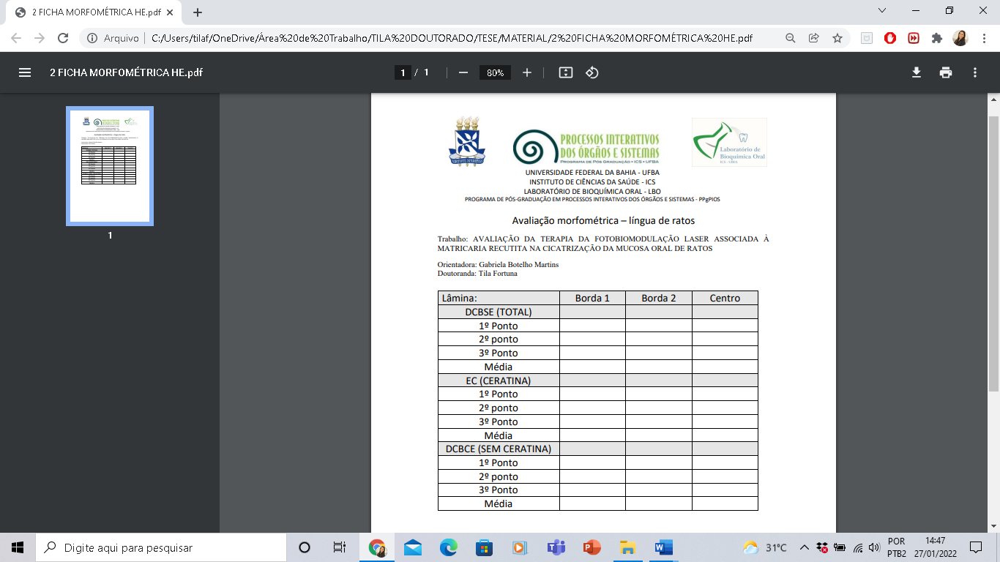 2 FICHA MORFOMÉTRICA HE.pdf
Arquivo
C:/Users/tilaf/OneDrive/Área%20de%20Trabalho/TILA%20DOUTORADO/TESE/MATERIAL/2%20FICHA%20MORFOMÉTRICA%20HE.pdf
2 FICHA MORFOMÉTRICA HE.pdf
1 / 1
80%
1
VIRTUTE SPIRITUS
PROCESSOS INTERATIVOS
DOS ÓRGÃOS E SISTEMAS
PROGRAMA DE PÓS GRADUAÇÃO • ICS • UFBA
Laboratório de
Bioquímica Oral
ICS - UFBA
UNIVERSIDADE FEDERAL DA BAHIA - UFBA
INSTITUTO DE CIÊNCIAS DA SAÚDE - ICS
LABORATÓRIO DE BIOQUÍMICA ORAL - LBO
PROGRAMA DE PÓS-GRADUAÇÃO EM PROCESSOS INTERATIVOS DOS ÓRGÃOS E SISTEMAS - PPgPIOS
Avaliação morfométrica – língua de ratos
Trabalho: AVALIAÇÃO DA TERAPIA DA FOTOBIOMODULAÇÃO LASER ASSOCIADA À
MATRICARIA RECUTITA NA CICATRIZAÇÃO DA MUCOSA ORAL DE RATOS
Orientadora: Gabriela Botelho Martins
Doutoranda: Tila Fortuna
Lâmina: Borda 1 Borda 2 Centro
DCBSE (TOTAL)
1º Ponto
2º ponto
3º Ponto
Média
EC (CERATINA)
1º Ponto
2º ponto
3º Ponto
Média
DCBCE (SEM CERATINA)
1º Ponto
2º ponto
3º Ponto
Média
Digite aqui para pesquisar
31°C
POR
PTB2
14:47
27/01/2022